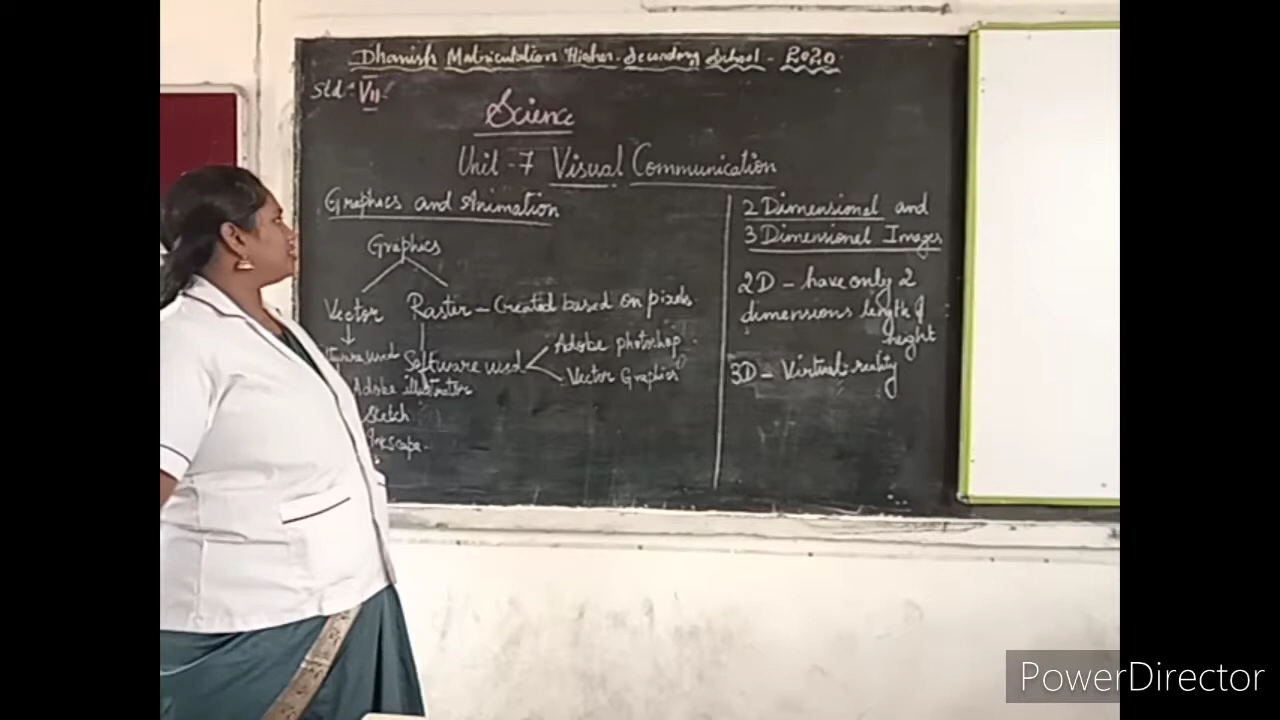 Dhanish Matriculation Higher-Secondary School - 2020
Std - VII
Science
Unit - 7 Visual Communication
Graphics and Animation
Graphics
Vector Raster - Created based on pixels
Software used Adobe photoshop
Vector Graphics
Adobe illustrator
Sketch
Inkscape
2 Dimensional and
3 Dimensional Images
2D - have only 2
dimensions length &
height
3D - Virtual reality
PowerDirector